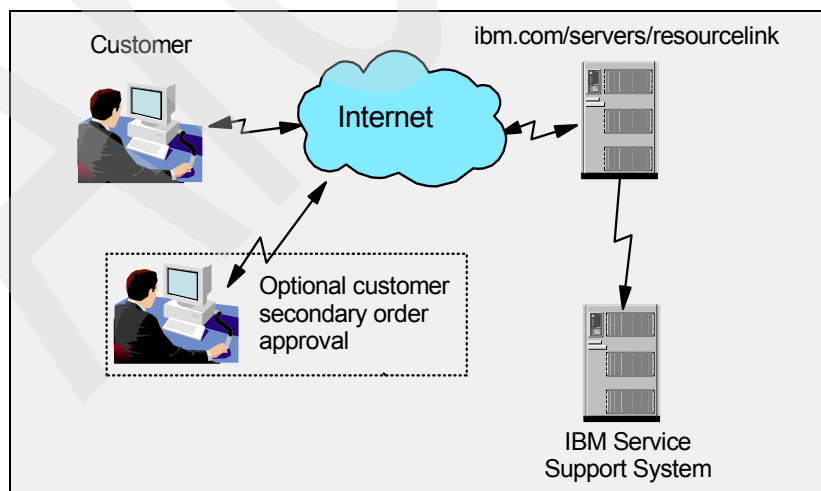 Customer
ibm.com/servers/resourcelink
Internet
Optional customer
secondary order
approval
IBM Service
Support System